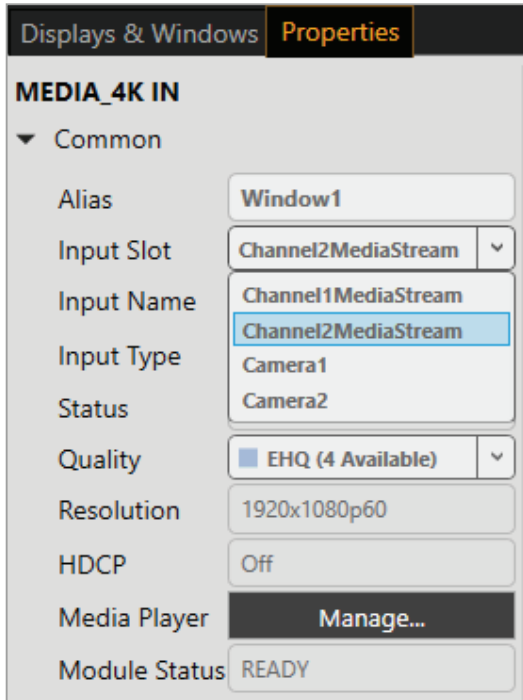 Displays & Windows Properties
MEDIA_4K IN
Common
Alias Window1
Input Slot Channel2MediaStream
Input Name Channel1MediaStream
Channel2MediaStream
Input Type Camera1
Status Camera2
Quality EHQ (4 Available)
Resolution 1920x1080p60
HDCP Off
Media Player Manage...
Module Status READY